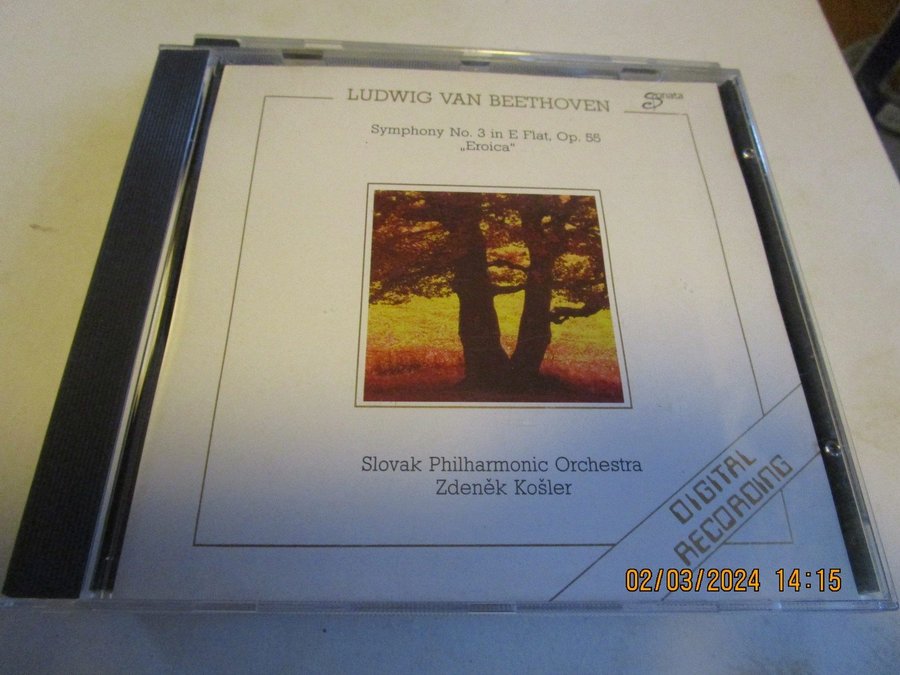 LUDWIG VAN BEETHOVEN
Sonata
Symphony No. 3 in E Flat, Op. 55
„Eroica“
Slovak Philharmonic Orchestra
Zdeněk Košler
DIGITAL
RECORDING
02/03/2024 14:15